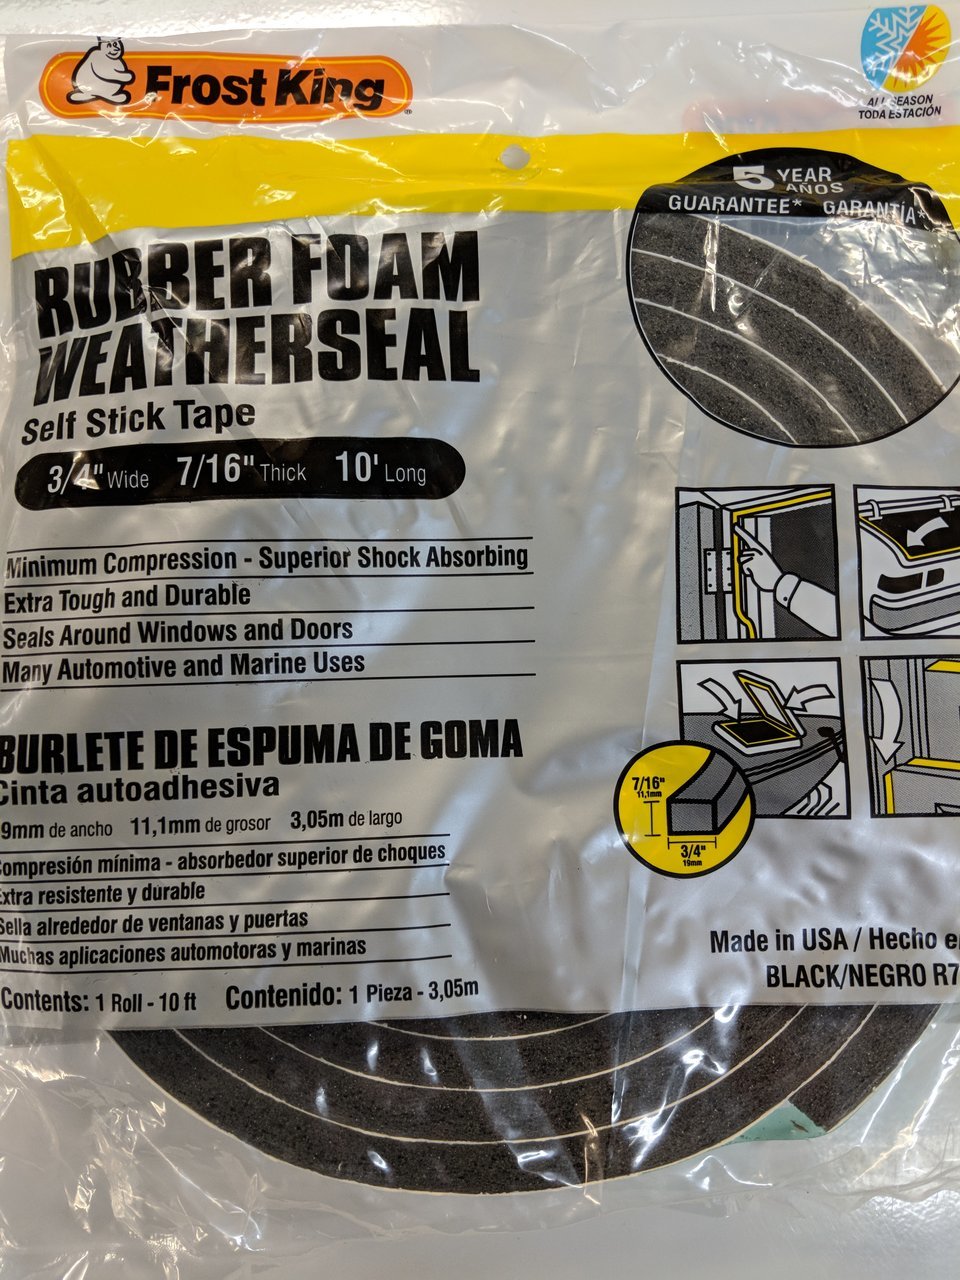 Frost King
ALL SEASON
TODA ESTACIÓN
5 YEAR
AÑOS
GUARANTEE* GARANTÍA*
RUBBER FOAM
WEATHERSEAL
Self Stick Tape
3/4" Wide 7/16" Thick 10' Long
Minimum Compression - Superior Shock Absorbing
Extra Tough and Durable
Seals Around Windows and Doors
Many Automotive and Marine Uses
BURLETE DE ESPUMA DE GOMA
Cinta autoadhesiva
9mm de ancho 11,1mm de grosor 3,05m de largo
Compresión mínima - absorbedor superior de choques
Extra resistente y durable
Sella alrededor de ventanas y puertas
Muchas aplicaciones automotoras y marinas
Contents: 1 Roll - 10 ft Contenido: 1 Pieza - 3,05m
7/16"
11,1mm
3/4"
19mm
Made in USA / Hecho
BLACK/NEGRO R7